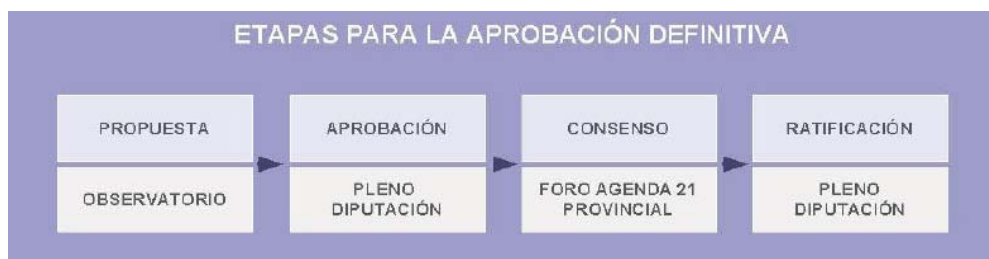 ETAPAS PARA LA APROBACIÓN DEFINITIVA
PROPUESTA
OBSERVATORIO
APROBACIÓN
PLENO
DIPUTACIÓN
CONSENSO
FORO AGENDA 21
PROVINCIAL
RATIFICACIÓN
PLENO
DIPUTACIÓN